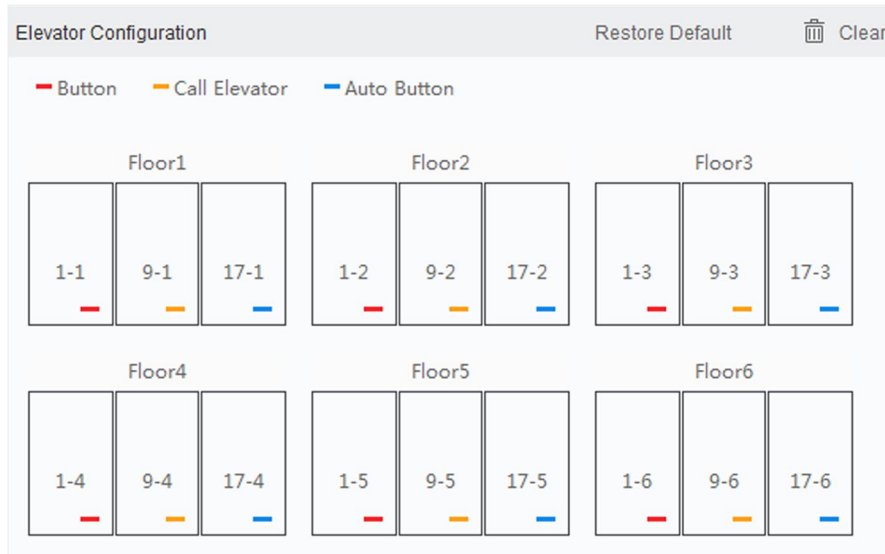 Elevator Configuration Restore Default Clear
Button Call Elevator Auto Button
Floor1 Floor2 Floor3
1-1 9-1 17-1 1-2 9-2 17-2 1-3 9-3 17-3
Floor4 Floor5 Floor6
1-4 9-4 17-4 1-5 9-5 17-5 1-6 9-6 17-6